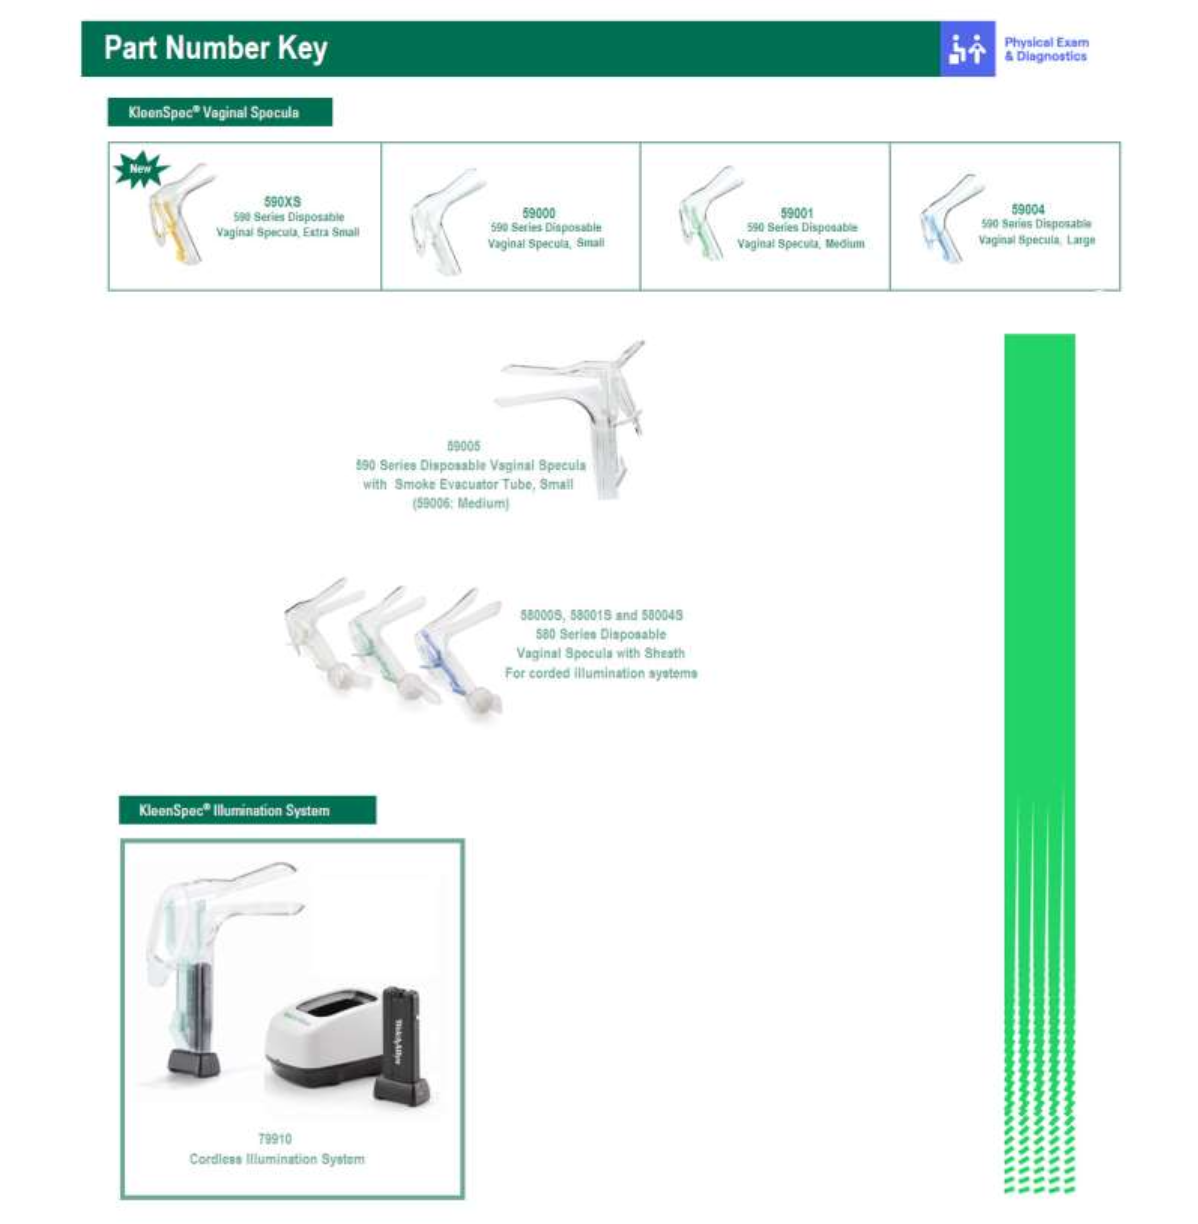 Part Number Key
Physical Exam
& Diagnostics
KleenSpec® Vaginal Specula
New
590XS
590 Series Disposable
Vaginal Specula, Extra Small
59000
590 Series Disposable
Vaginal Specula, Small
59001
590 Series Disposable
Vaginal Specula, Medium
59004
590 Series Disposable
Vaginal Specula, Large
59005
590 Series Disposable Vaginal Specula
with Smoke Evacuator Tube, Small
(59006: Medium)
58000S, 58001S and 58004S
580 Series Disposable
Vaginal Specula with Sheath
For corded illumination systems
KleenSpec® Illumination System
WelchAllyn
79910
Cordless Illumination System